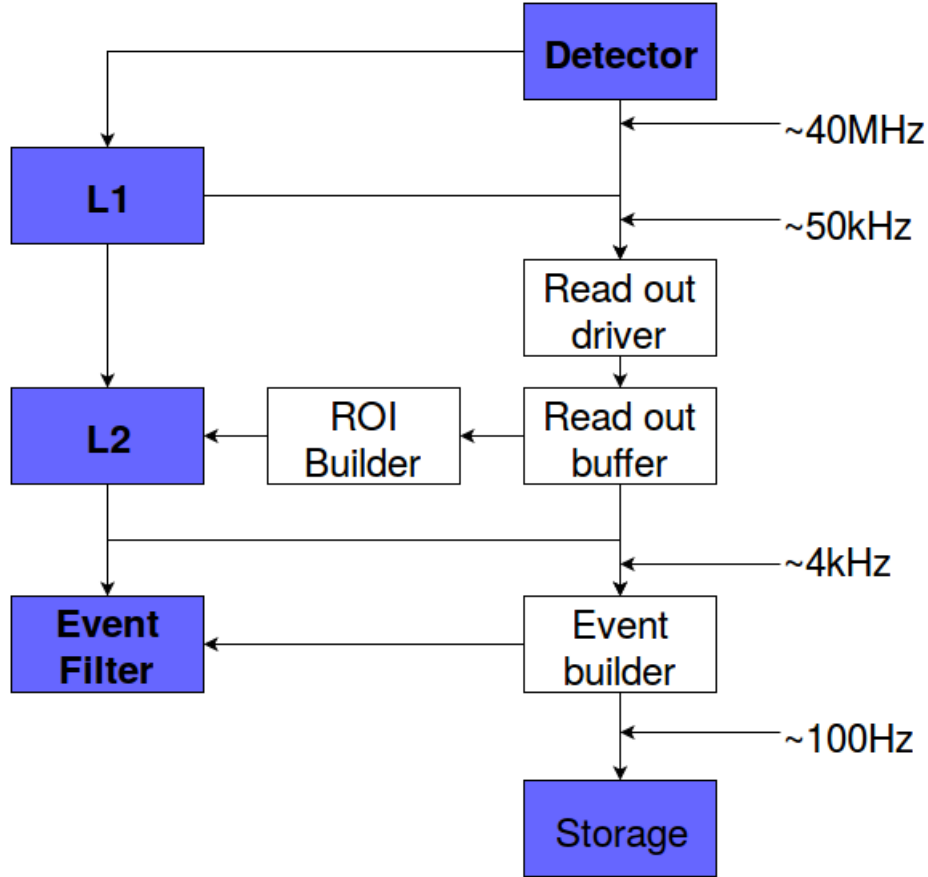 Detector
~40MHz
L1
~50kHz
Read out
driver
L2
ROI
Builder
Read out
buffer
~4kHz
Event
Filter
Event
builder
~100Hz
Storage